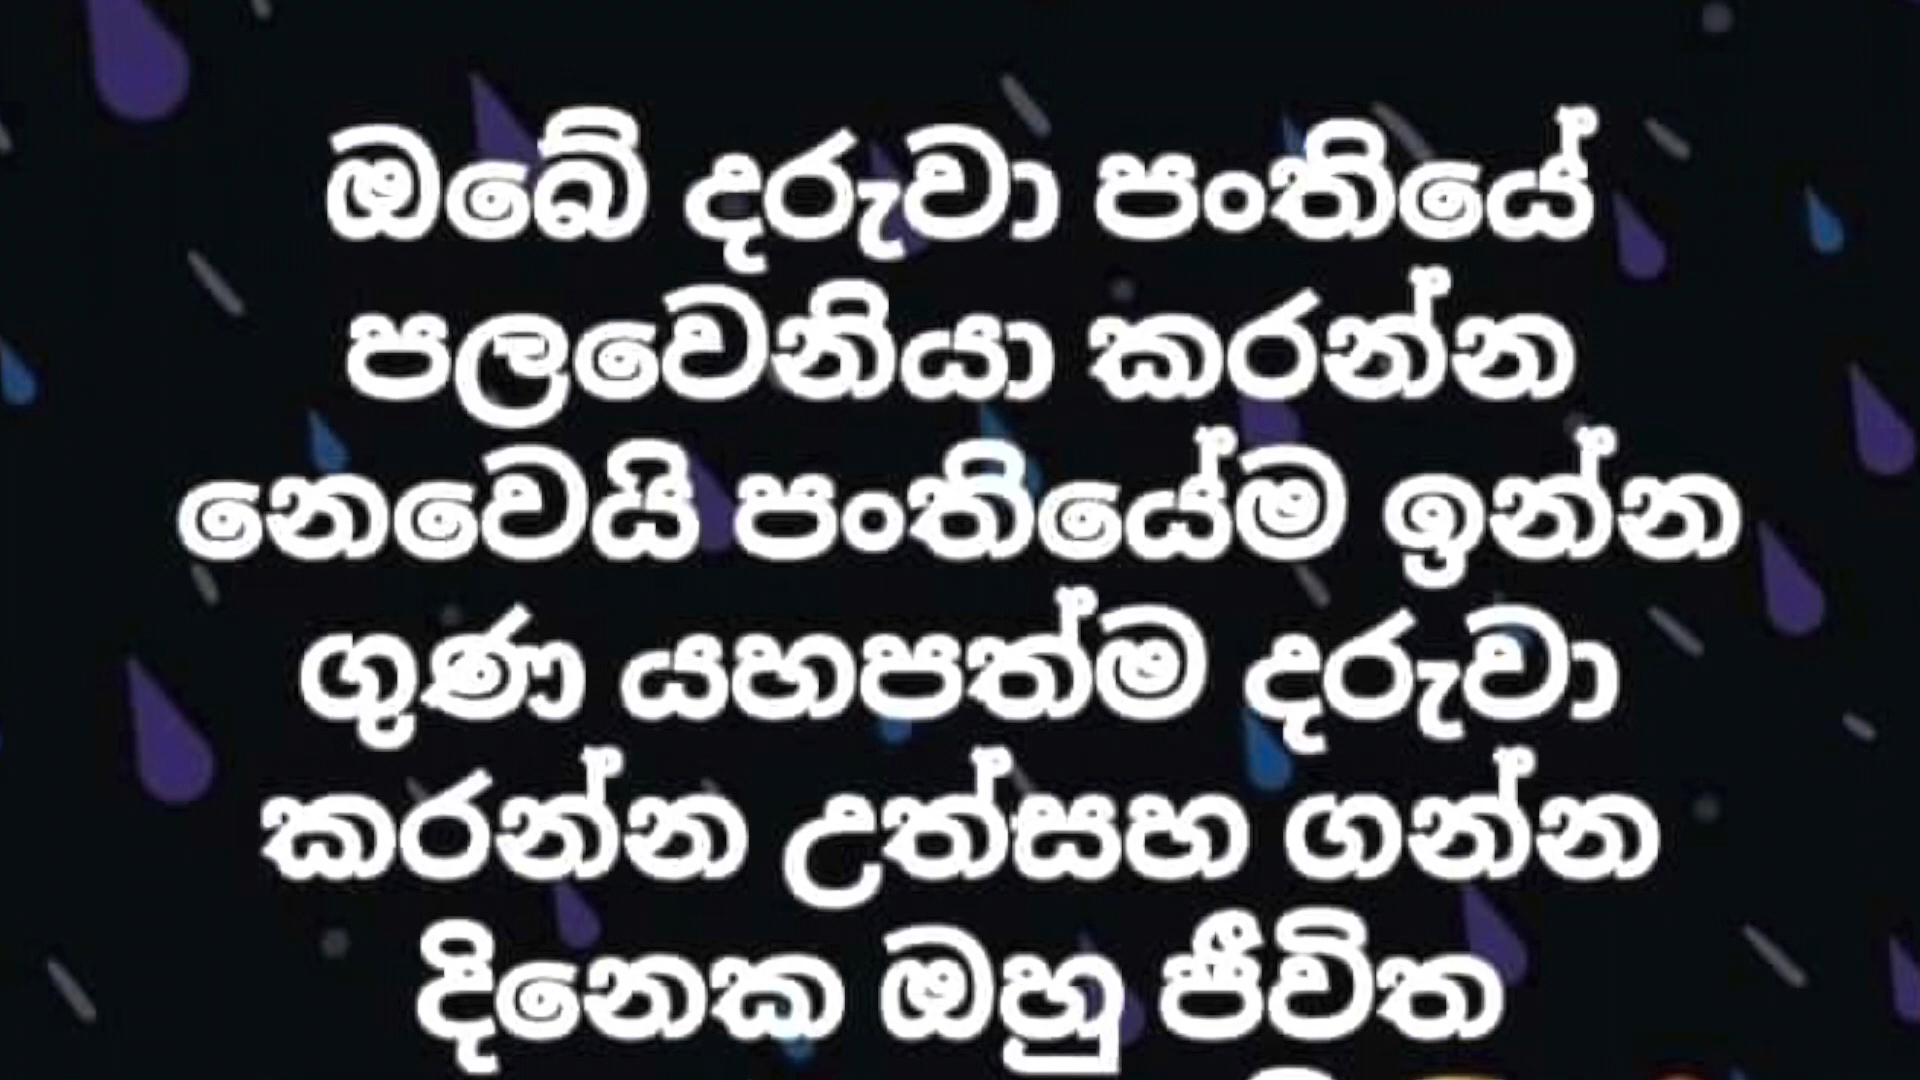 ඔබේ දරුවා පංතියේ
පලවෙනියා කරන්න
නෙවෙයි පංතියේම ඉන්න
ගුණ යහපත්ම දරුවා
කරන්න උත්සහ ගන්න
දිනෙක ඔහු ජීවිත